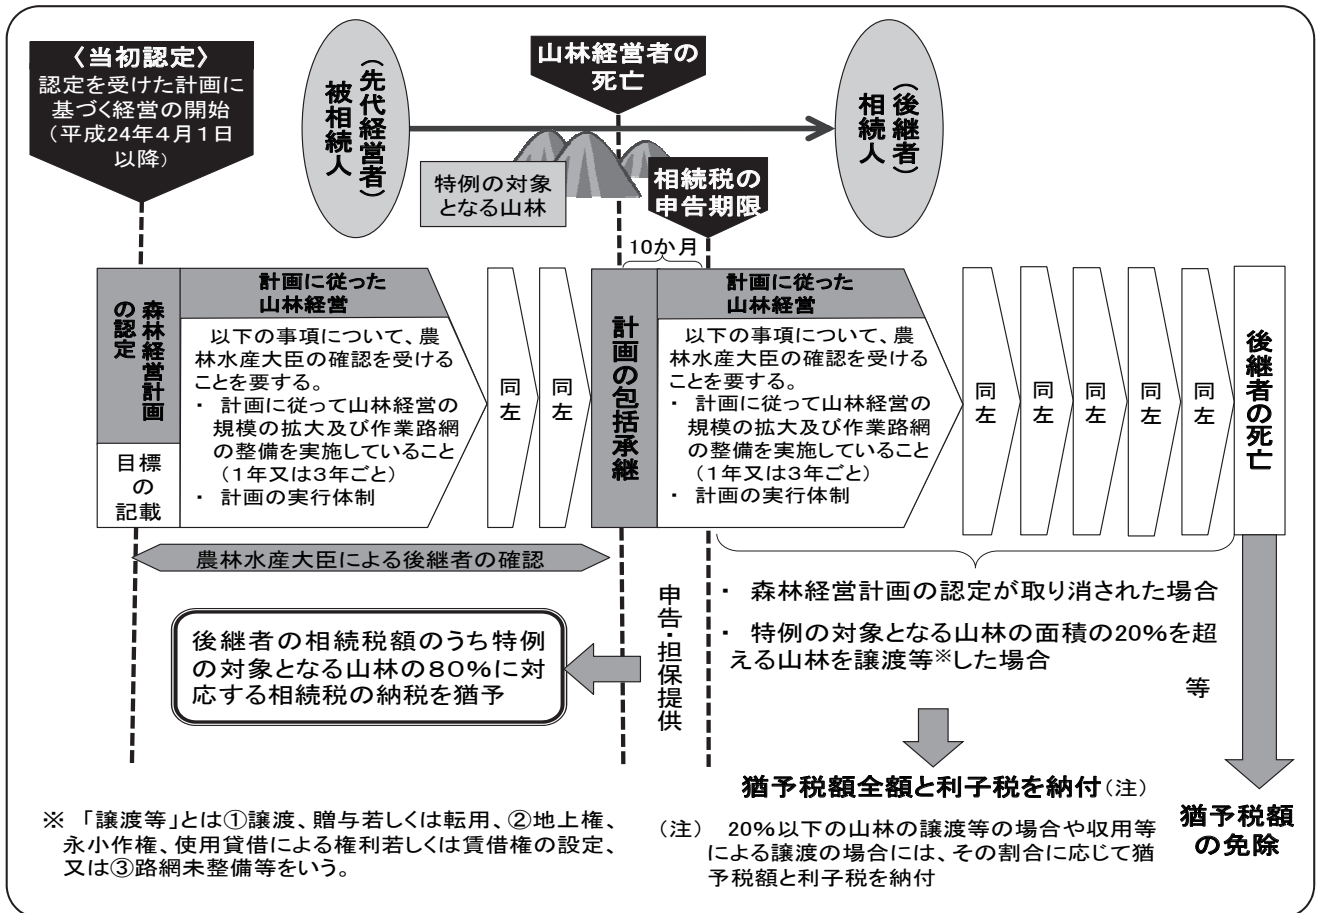 〈当初認定〉
認定を受けた計画に
基づく経営の開始
（平成24年４月１日
以降）
（先代経営者）
被相続人
山林経営者の
死亡
（後継者）
相続人
特例の対象
となる山林
相続税の
申告期限
10か月
森林経営計画
の認定
目標
の
記載
計画に従った
山林経営
以下の事項について、農
林水産大臣の確認を受ける
ことを要する。
・ 計画に従って山林経営の
規模の拡大及び作業路網
の整備を実施していること
（１年又は３年ごと）
・ 計画の実行体制
同左
同左
計画の包括承継
計画に従った
山林経営
以下の事項について、農
林水産大臣の確認を受ける
ことを要する。
・ 計画に従って山林経営の
規模の拡大及び作業路網
の整備を実施していること
（１年又は３年ごと）
・ 計画の実行体制
同左
同左
同左
同左
同左
後継者の死亡
農林水産大臣による後継者の確認
後継者の相続税額のうち特例
の対象となる山林の８０％に対
応する相続税の納税を猶予
申告・担保提供
・ 森林経営計画の認定が取り消された場合
・ 特例の対象となる山林の面積の20％を超
える山林を譲渡等※した場合
等
猶予税額全額と利子税を納付（注）
（注） 20％以下の山林の譲渡等の場合や収用等
による譲渡の場合には、その割合に応じて猶
予税額と利子税を納付
猶予税額
の免除
※ 「譲渡等」とは①譲渡、贈与若しくは転用、②地上権、
永小作権、使用貸借による権利若しくは賃借権の設定、
又は③路網未整備等をいう。